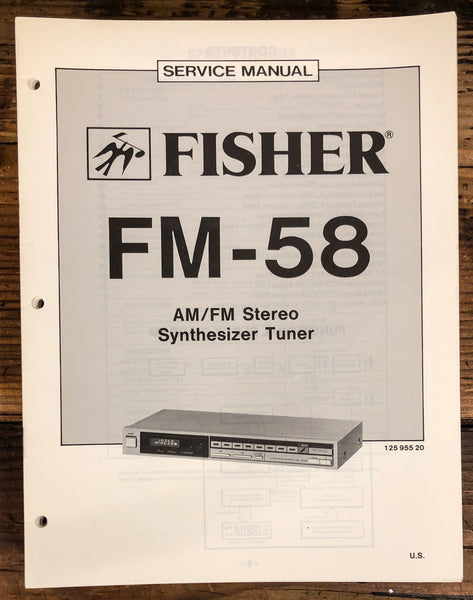 SERVICE MANUAL
FISHER®
FM-58
AM/FM Stereo
Synthesizer Tuner
125 955 20
U.S.